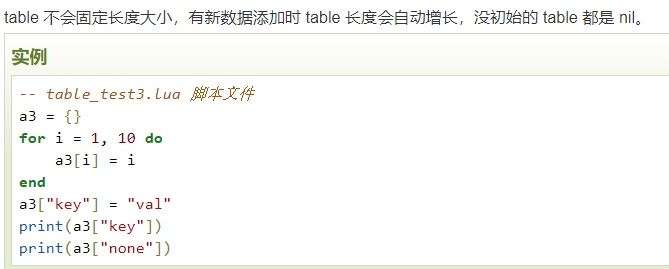 table 不会固定长度大小，有新数据添加时 table 长度会自动增长，没初始的 table 都是 nil。
实例
-- table_test3.lua 脚本文件
a3 = {}
for i = 1, 10 do
    a3[i] = i
end
a3["key"] = "val"
print(a3["key"])
print(a3["none"])